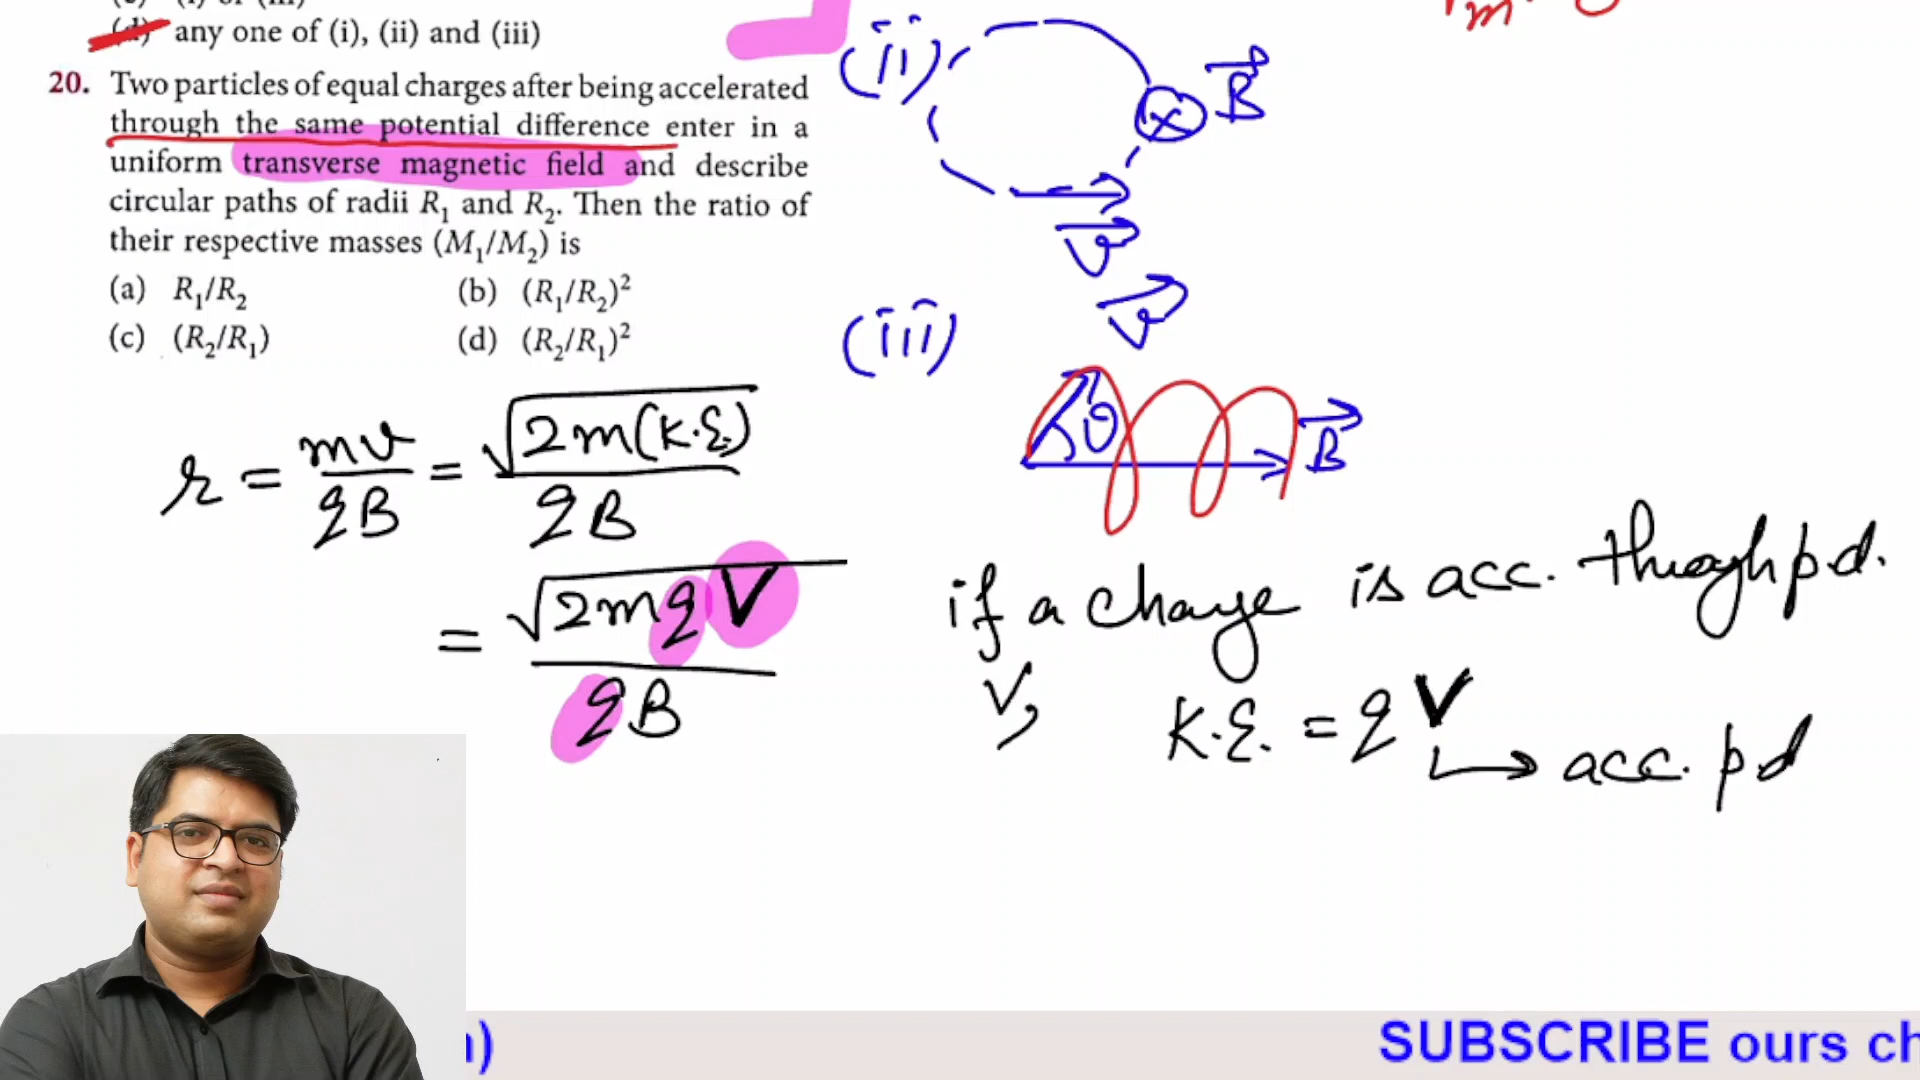 (d) any one of (i), (ii) and (iii)
20. Two particles of equal charges after being accelerated
through the same potential difference enter in a
uniform transverse magnetic field and describe
circular paths of radii R₁ and R₂. Then the ratio of
their respective masses (M₁/M₂) is
(a) R₁/R₂ (b) (R₁/R₂)²
(c) (R₂/R₁) (d) (R₂/R₁)²
r = mv/qB = √2m(K.E.)/qB
= √2mqV/qB
(ii) B⃗
v⃗
(iii) v⃗
θ B⃗
if a charge is acc. through p.d.
V, K.E. = qV
↳ acc. pd
SUBSCRIBE ours ch